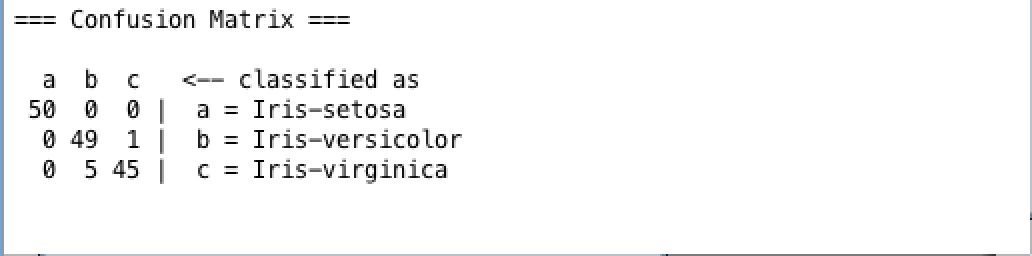 === Confusion Matrix ===
a b c <-- classified as
50 0 0 | a = Iris-setosa
0 49 1 | b = Iris-versicolor
0 5 45 | c = Iris-virginica